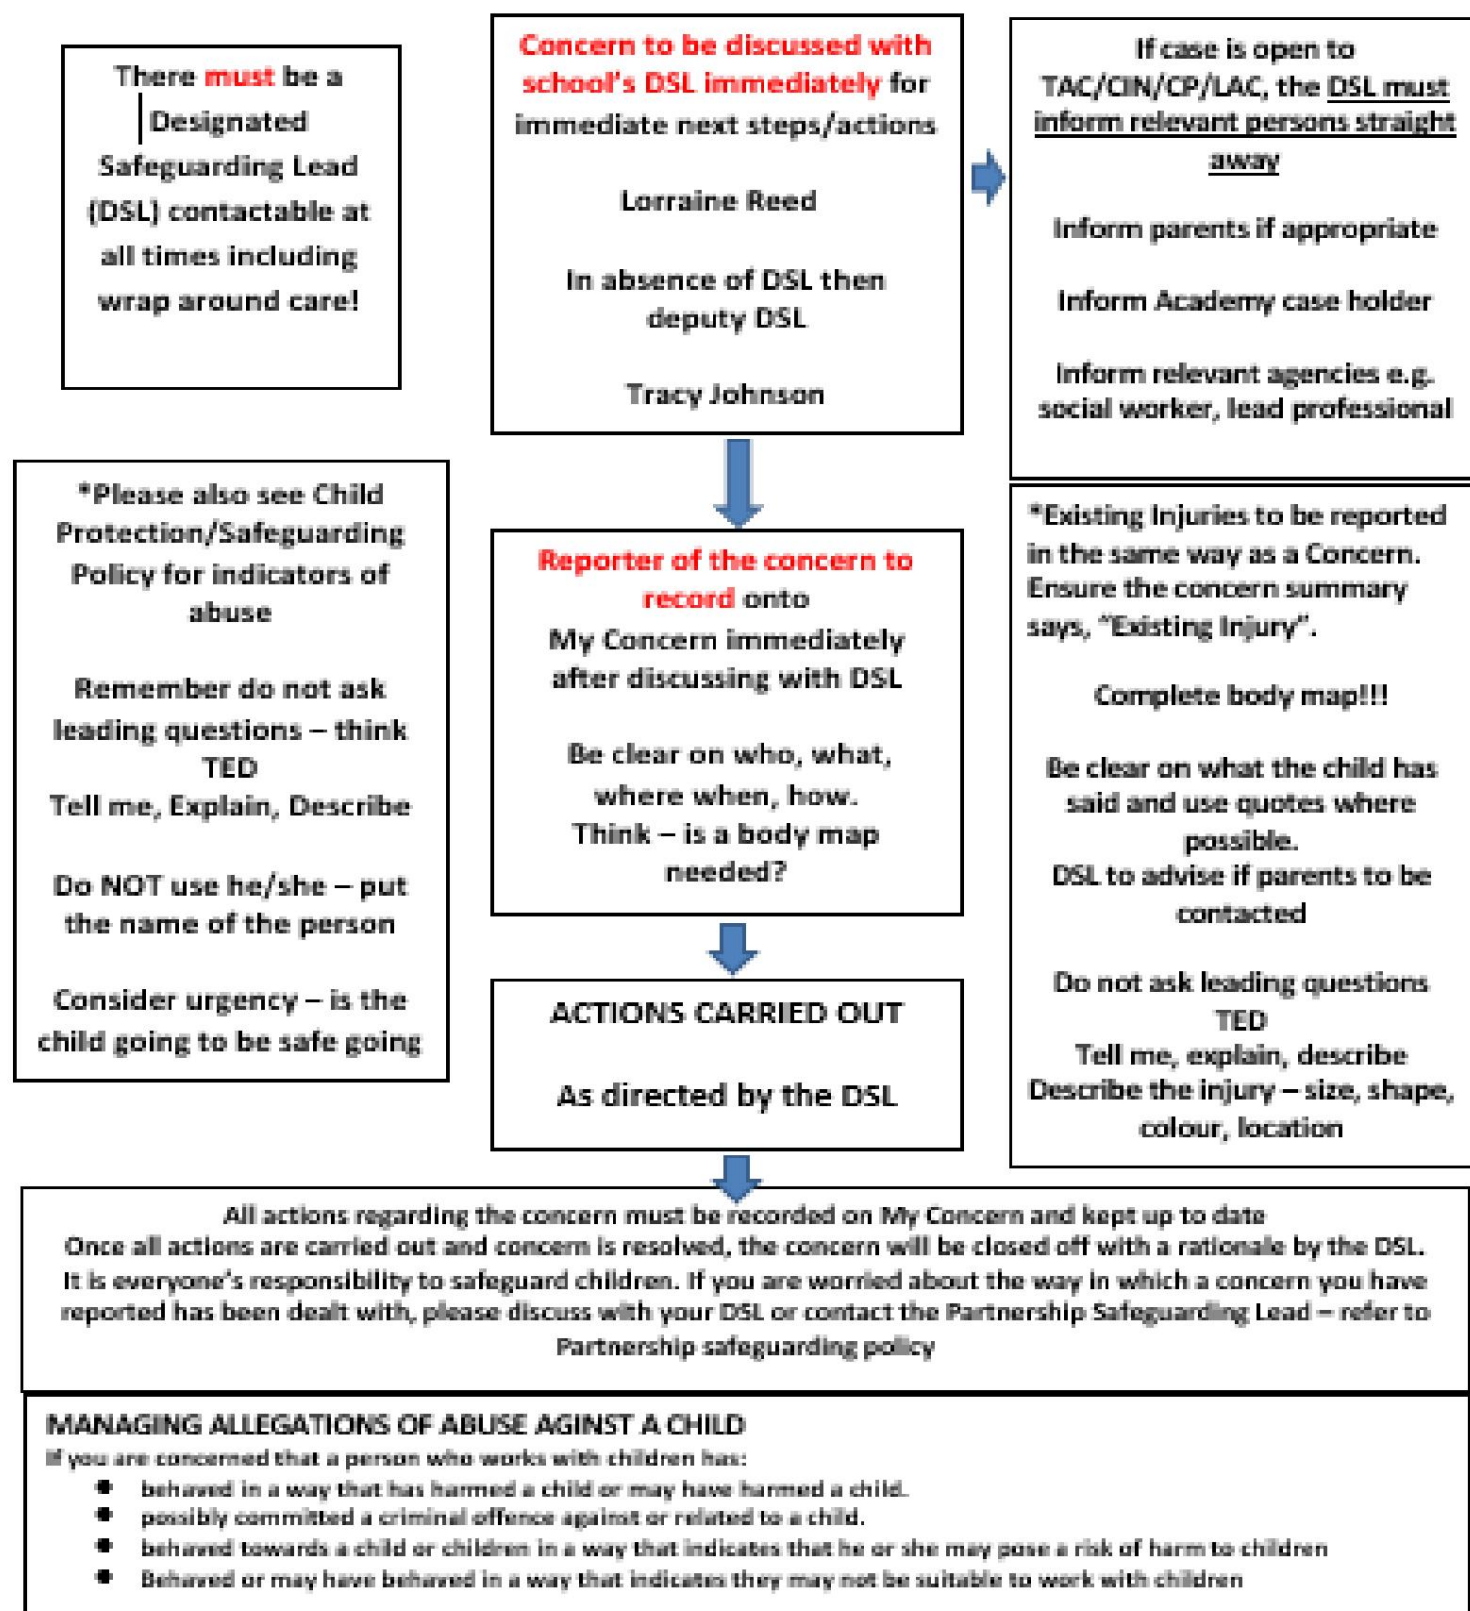 There must be a
Designated
Safeguarding Lead
(DSL) contactable at
all times including
wrap around care!
Concern to be discussed with
school's DSL immediately for
immediate next steps/actions
Lorraine Reed
In absence of DSL then
deputy DSL
Tracy Johnson
If case is open to
TAC/CIN/CP/LAC, the DSL must
inform relevant persons straight
away
Inform parents if appropriate
Inform Academy case holder
Inform relevant agencies e.g.
social worker, lead professional
*Please also see Child
Protection/Safeguarding
Policy for indicators of
abuse
Remember do not ask
leading questions – think
TED
Tell me, Explain, Describe
Do NOT use he/she – put
the name of the person
Consider urgency – is the
child going to be safe going
Reporter of the concern to
record onto
My Concern immediately
after discussing with DSL
Be clear on who, what,
where when, how.
Think – is a body map
needed?
*Existing Injuries to be reported
in the same way as a Concern.
Ensure the concern summary
says, "Existing Injury".
Complete body map!!!
Be clear on what the child has
said and use quotes where
possible.
DSL to advise if parents to be
contacted
Do not ask leading questions
TED
Tell me, explain, describe
Describe the injury – size, shape,
colour, location
ACTIONS CARRIED OUT
As directed by the DSL
All actions regarding the concern must be recorded on My Concern and kept up to date
Once all actions are carried out and concern is resolved, the concern will be closed off with a rationale by the DSL.
It is everyone's responsibility to safeguard children. If you are worried about the way in which a concern you have
reported has been dealt with, please discuss with your DSL or contact the Partnership Safeguarding Lead – refer to
Partnership safeguarding policy
MANAGING ALLEGATIONS OF ABUSE AGINST A CHILD
If you are concerned that a person who works with children has:
● behaved in a way that has harmed a child or may have harmed a child.
● possibly committed a criminal offence against or related to a child.
● behaved towards a child or children in a way that indicates that he or she may pose a risk of harm to children
● Behaved or may have behaved in a way that indicates they may not be suitable to work with children